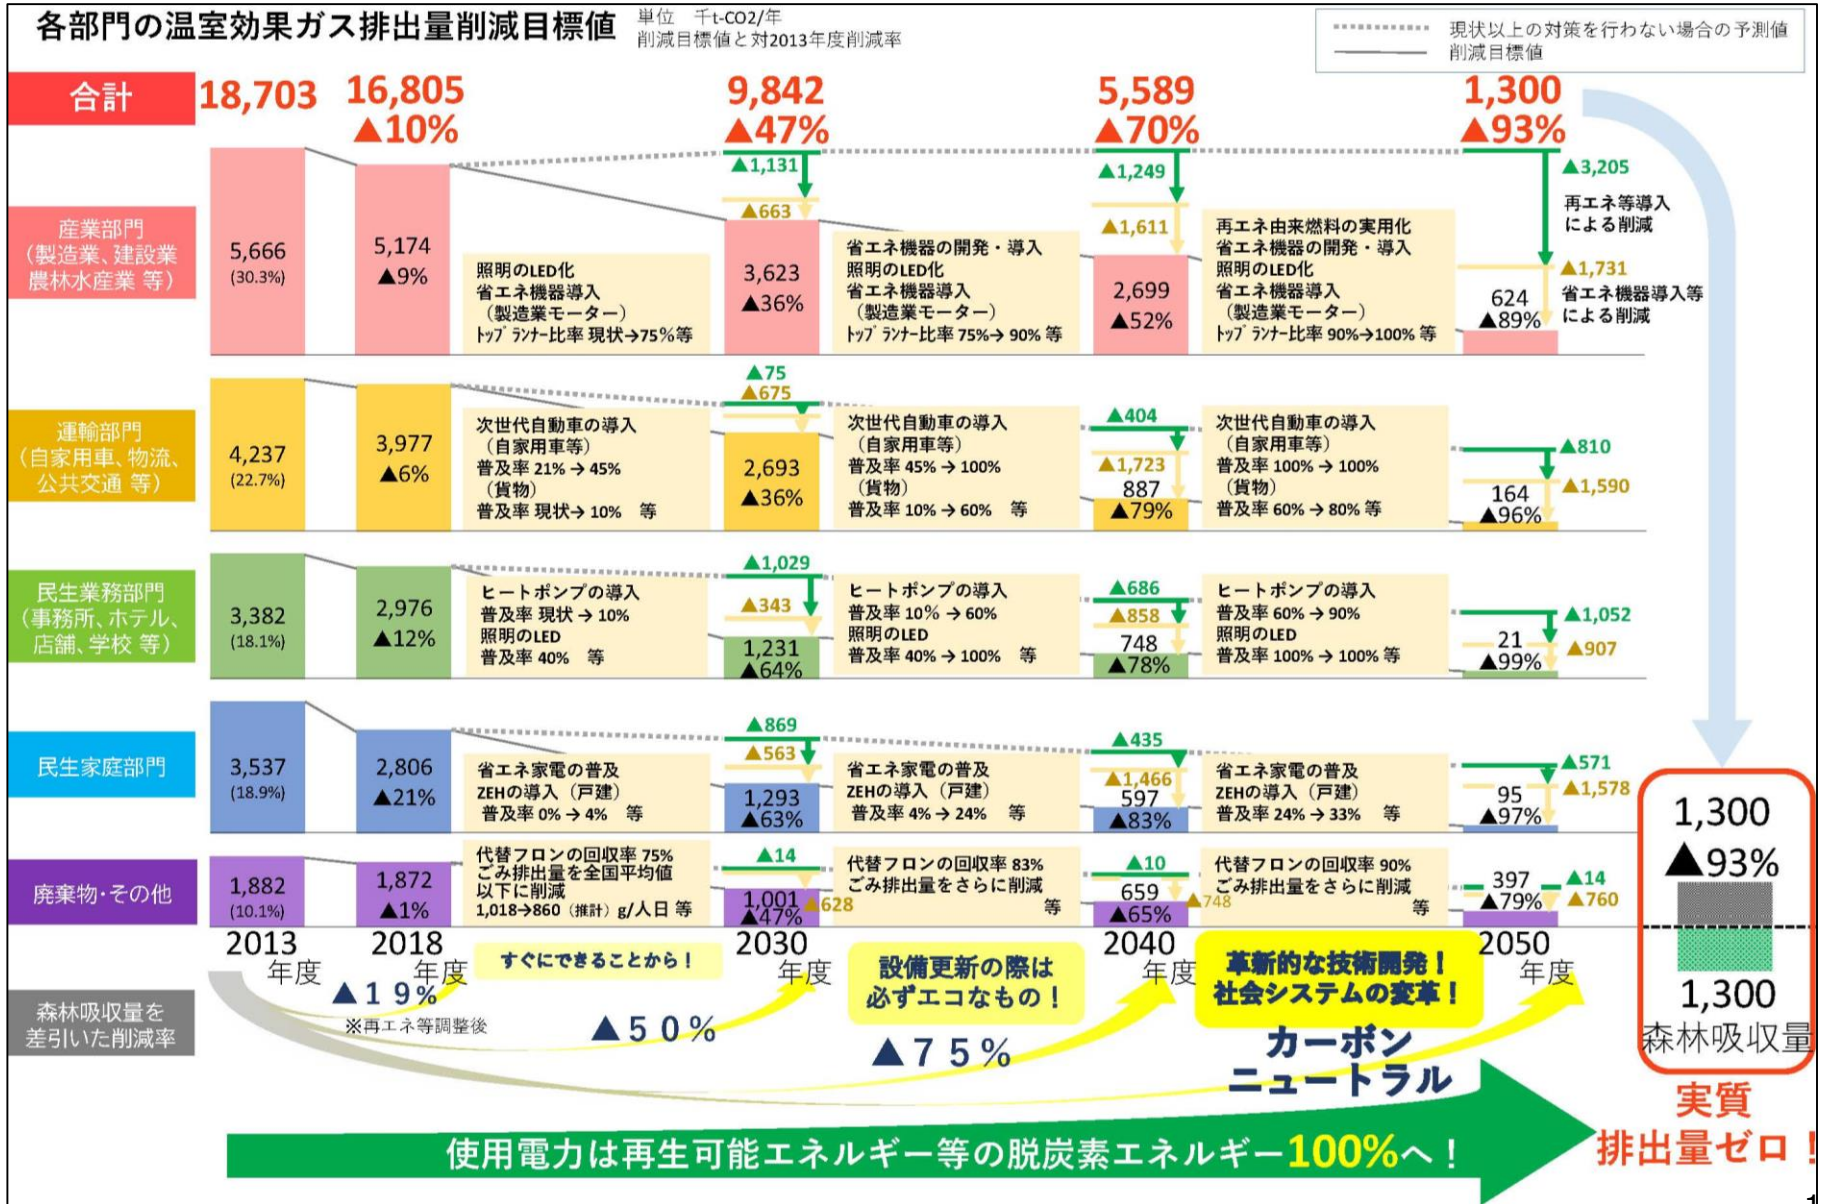 各部門の温室効果ガス排出量削減目標値
単位　千t-CO2/年
削減目標値と対2013年度削減率
現状以上の対策を行わない場合の予測値
削減目標値
合計
18,703
16,805
▲10%
9,842
▲47%
5,589
▲70%
1,300
▲93%
産業部門
（製造業、建設業
農林水産業 等）
5,666
(30.3%)
5,174
▲9%
照明のLED化
省エネ機器導入
（製造業モーター）
ﾄｯﾌﾟﾗﾝﾅｰ比率 現状→75%等
▲1,131
▲663
3,623
▲36%
省エネ機器の開発・導入
照明のLED化
省エネ機器導入
（製造業モーター）
ﾄｯﾌﾟﾗﾝﾅｰ比率 75%→ 90% 等
▲1,249
▲1,611
2,699
▲52%
再エネ由来燃料の実用化
省エネ機器の開発・導入
照明のLED化
省エネ機器導入
（製造業モーター）
ﾄｯﾌﾟﾗﾝﾅｰ比率 90%→100% 等
▲3,205
再エネ等導入
による削減
▲1,731
省エネ機器導入等
による削減
624
▲89%
運輸部門
（自家用車、物流、
公共交通 等）
4,237
(22.7%)
3,977
▲6%
次世代自動車の導入
（自家用車等）
普及率 21% → 45%
（貨物）
普及率 現状→ 10%　等
▲75
▲675
2,693
▲36%
次世代自動車の導入
（自家用車等）
普及率 45% → 100%
（貨物）
普及率 10% → 60%　等
▲404
▲1,723
887
▲79%
次世代自動車の導入
（自家用車等）
普及率 100% → 100%
（貨物）
普及率 60% → 80% 等
▲810
▲1,590
164
▲96%
民生業務部門
（事務所、ホテル、
店舗、学校 等）
3,382
(18.1%)
2,976
▲12%
ヒートポンプの導入
普及率 現状 → 10%
照明のLED
普及率 40%　等
▲1,029
▲343
1,231
▲64%
ヒートポンプの導入
普及率 10% → 60%
照明のLED
普及率 40% → 100%　等
▲686
▲858
748
▲78%
ヒートポンプの導入
普及率 60% → 90%
照明のLED
普及率 100% → 100% 等
▲1,052
▲907
21
▲99%
民生家庭部門
3,537
(18.9%)
2,806
▲21%
省エネ家電の普及
ZEHの導入（戸建）
普及率 0% → 4%　等
▲869
▲563
1,293
▲63%
省エネ家電の普及
ZEHの導入（戸建）
普及率 4% → 24%　等
▲435
▲1,466
597
▲83%
省エネ家電の普及
ZEHの導入（戸建）
普及率 24% → 33%　等
▲571
▲1,578
95
▲97%
廃棄物・その他
1,882
(10.1%)
1,872
▲1%
代替フロンの回収率 75%
ごみ排出量を全国平均値
以下に削減
1,018→860（推計）g/人日 等
▲14
▲628
1,001
▲47%
代替フロンの回収率 83%
ごみ排出量をさらに削減
等
▲10
▲748
659
▲65%
代替フロンの回収率 90%
ごみ排出量をさらに削減
等
▲14
▲760
397
▲79%
2013
年度
2018
年度
2030
年度
2040
年度
2050
年度
すぐにできることから！
設備更新の際は
必ずエコなもの！
革新的な技術開発！
社会システムの変革！
森林吸収量を
差引いた削減率
▲19%
※再エネ等調整後
▲50%
▲75%
カーボン
ニュートラル
1,300
▲93%
1,300
森林吸収量
実質
排出量ゼロ！
使用電力は再生可能エネルギー等の脱炭素エネルギー100%へ！
1